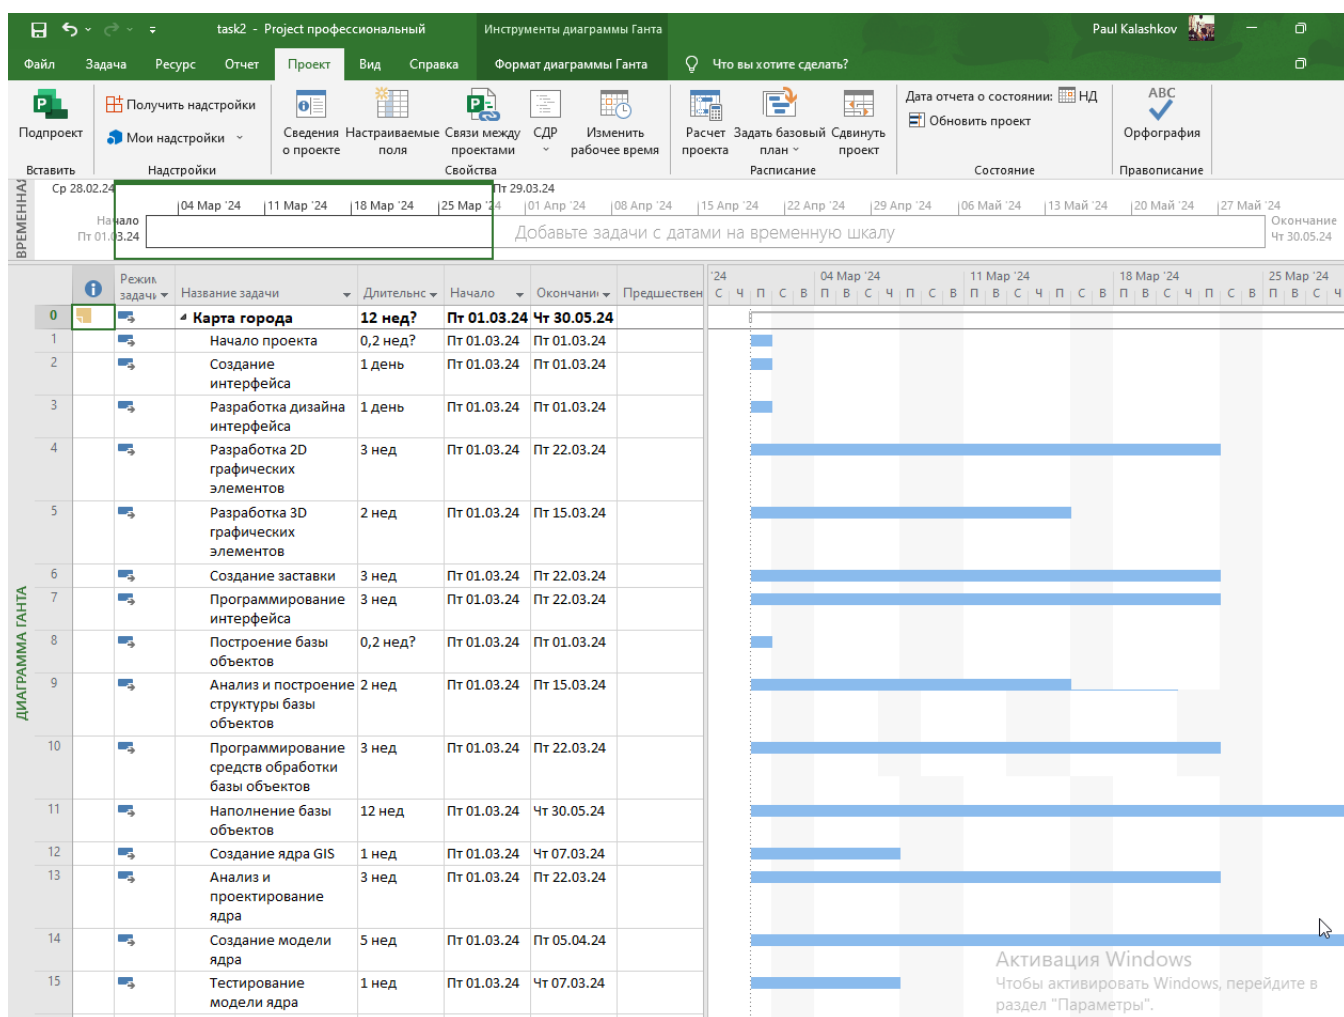 task2 - Project профессиональный
Инструменты диаграммы Ганта
Paul Kalashkov
Файл Задача Ресурс Отчет Проект Вид Справка Формат диаграммы Ганта Что вы хотите сделать?
Подпроект
Вставить
Получить надстройки
Мои надстройки
Надстройки
Сведения о проекте
Настраиваемые поля
Связи между проектами
СДР
Изменить рабочее время
Свойства
Расчет проекта
Задать базовый план
Сдвинуть проект
Расписание
Дата отчета о состоянии: НД
Обновить проект
Состояние
ABC
Орфография
Правописание
ВРЕМЕННАЯ
Ср 28.02.24
Пт 29.03.24
04 Мар '24 11 Мар '24 18 Мар '24 25 Мар '24 01 Апр '24 08 Апр '24 15 Апр '24 22 Апр '24 29 Апр '24 06 Май '24 13 Май '24 20 Май '24 27 Май '24
Начало
Пт 01.03.24
Добавьте задачи с датами на временную шкалу
Окончание
Чт 30.05.24
ДИАГРАММА ГАНТА
Режим задачи Название задачи Длительнс Начало Окончани Предшествен
'24 04 Мар '24 11 Мар '24 18 Мар '24 25 Мар '24
С Ч П С В П В С Ч П С В П В С Ч П С В П В С Ч П С В П В С Ч
0 Карта города 12 нед? Пт 01.03.24 Чт 30.05.24
1 Начало проекта 0,2 нед? Пт 01.03.24 Пт 01.03.24
2 Создание интерфейса 1 день Пт 01.03.24 Пт 01.03.24
3 Разработка дизайна интерфейса 1 день Пт 01.03.24 Пт 01.03.24
4 Разработка 2D графических элементов 3 нед Пт 01.03.24 Пт 22.03.24
5 Разработка 3D графических элементов 2 нед Пт 01.03.24 Пт 15.03.24
6 Создание заставки 3 нед Пт 01.03.24 Пт 22.03.24
7 Программирование интерфейса 3 нед Пт 01.03.24 Пт 22.03.24
8 Построение базы объектов 0,2 нед? Пт 01.03.24 Пт 01.03.24
9 Анализ и построение структуры базы объектов 2 нед Пт 01.03.24 Пт 15.03.24
10 Программирование средств обработки базы объектов 3 нед Пт 01.03.24 Пт 22.03.24
11 Наполнение базы объектов 12 нед Пт 01.03.24 Чт 30.05.24
12 Создание ядра GIS 1 нед Пт 01.03.24 Чт 07.03.24
13 Анализ и проектирование ядра 3 нед Пт 01.03.24 Пт 22.03.24
14 Создание модели ядра 5 нед Пт 01.03.24 Пт 05.04.24
15 Тестирование модели ядра 1 нед Пт 01.03.24 Чт 07.03.24
Активация Windows
Чтобы активировать Windows, перейдите в
раздел "Параметры".